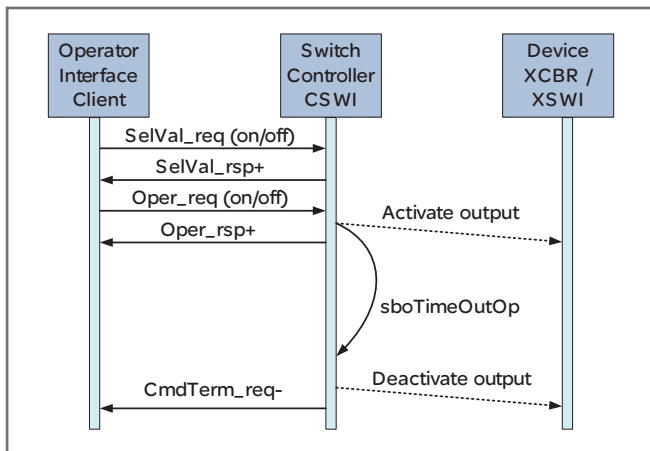 Operator
Interface
Client
Switch
Controller
CSWI
Device
XCBR /
XSWI
SelVal_req (on/off)
SelVal_rsp+
Oper_req (on/off)
Activate output
Oper_rsp+
sboTimeOutOp
Deactivate output
CmdTerm_req-